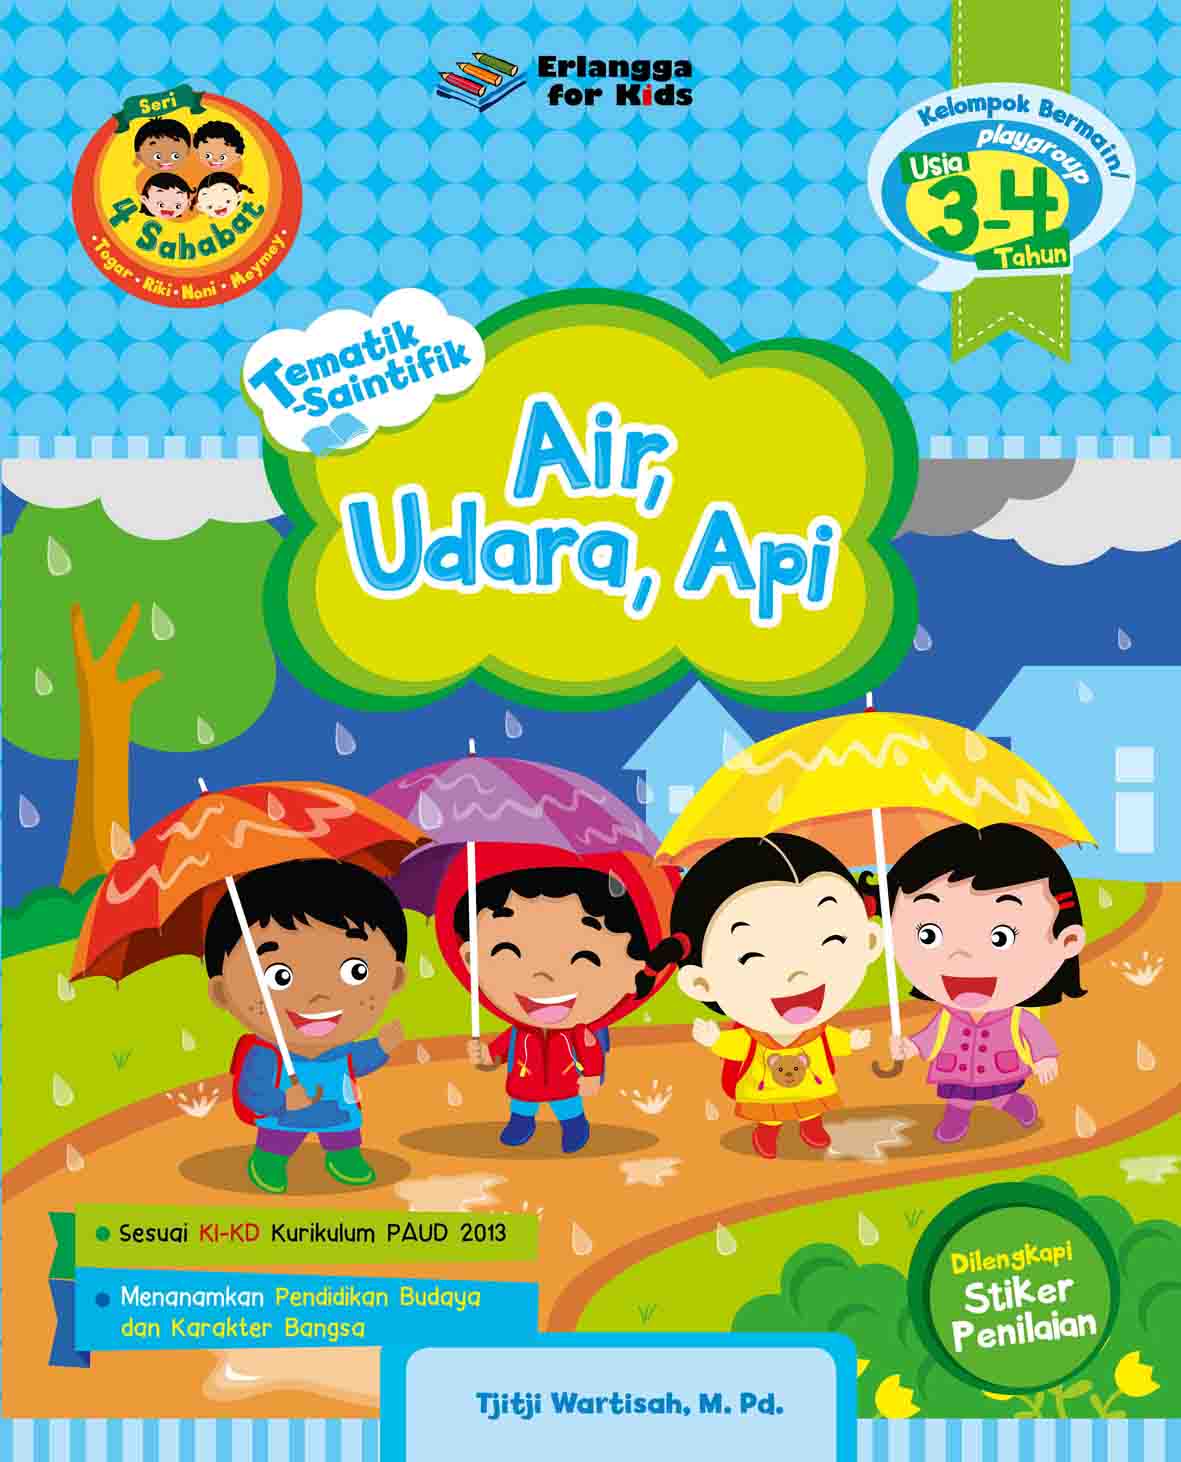 Erlangga
for Kids
Seri
4 Sahabat
• Togar • Riki • Noni • Meymey •
Kelompok Bermain/
playgroup
Usia
3-4
Tahun
Tematik
-Saintifik
Air,
Udara, Api
• Sesuai KI-KD Kurikulum PAUD 2013
• Menanamkan Pendidikan Budaya
dan Karakter Bangsa
Dilengkapi
Stiker
Penilaian
Tjitji Wartisah, M. Pd.